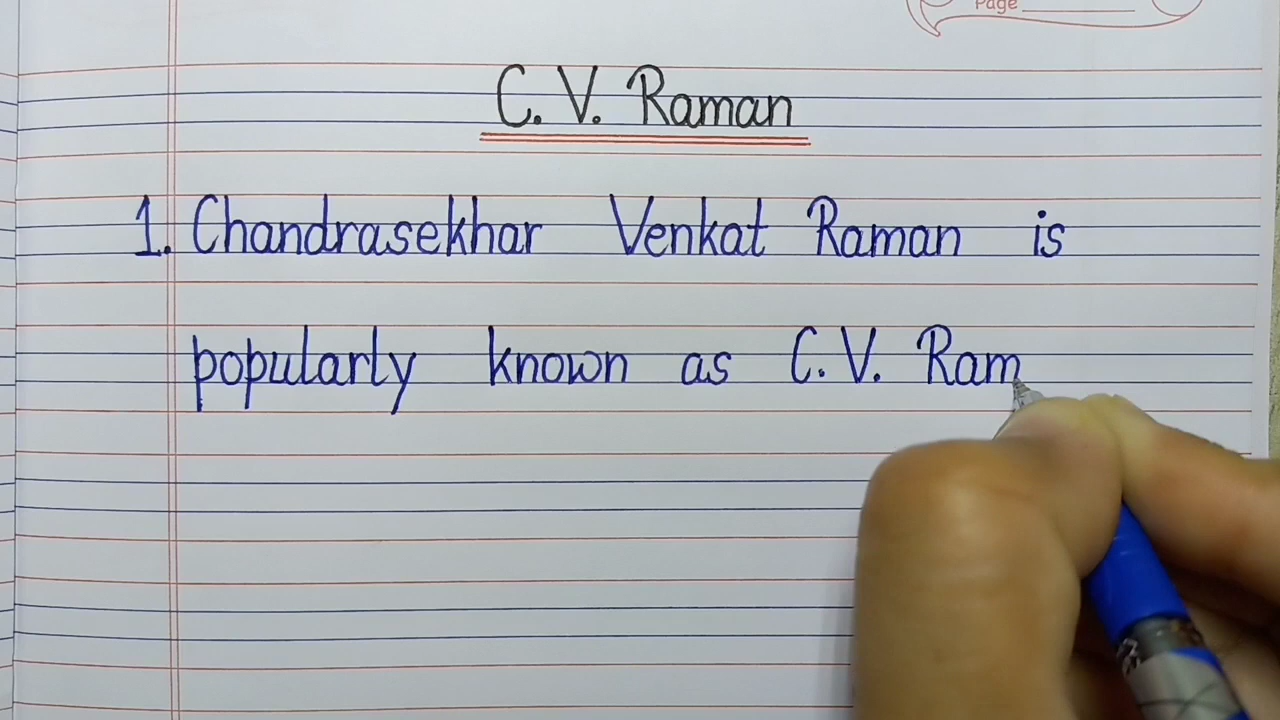 Page
C. V. Raman
1. Chandrasekhar Venkat Raman is
popularly known as C. V. Ram